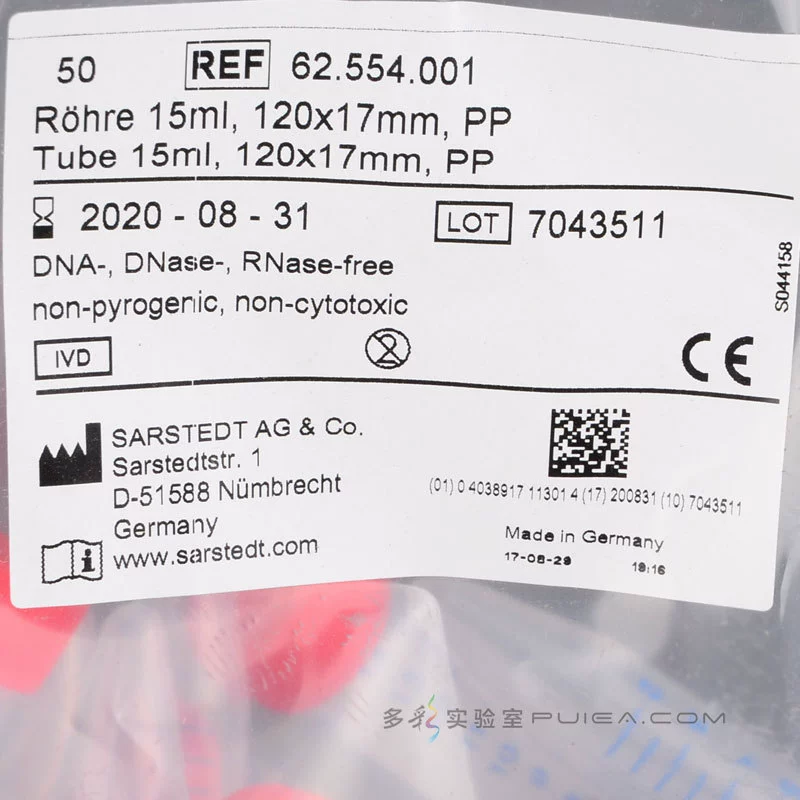 50 REF 62.554.001
Röhre 15ml, 120x17mm, PP
Tube 15ml, 120x17mm, PP
2020 - 08 - 31 LOT 7043511
S044158
DNA-, DNase-, RNase-free
non-pyrogenic, non-cytotoxic
IVD 2 CE
SARSTEDT AG & Co.
Sarstedtstr. 1
D-51588 Nümbrecht
Germany
www.sarstedt.com
(01) 0 4038917 11301 4 (17) 200831 (10) 7043511
Made in Germany
17-08-29 19:16
多彩实验室PUIEA.COM